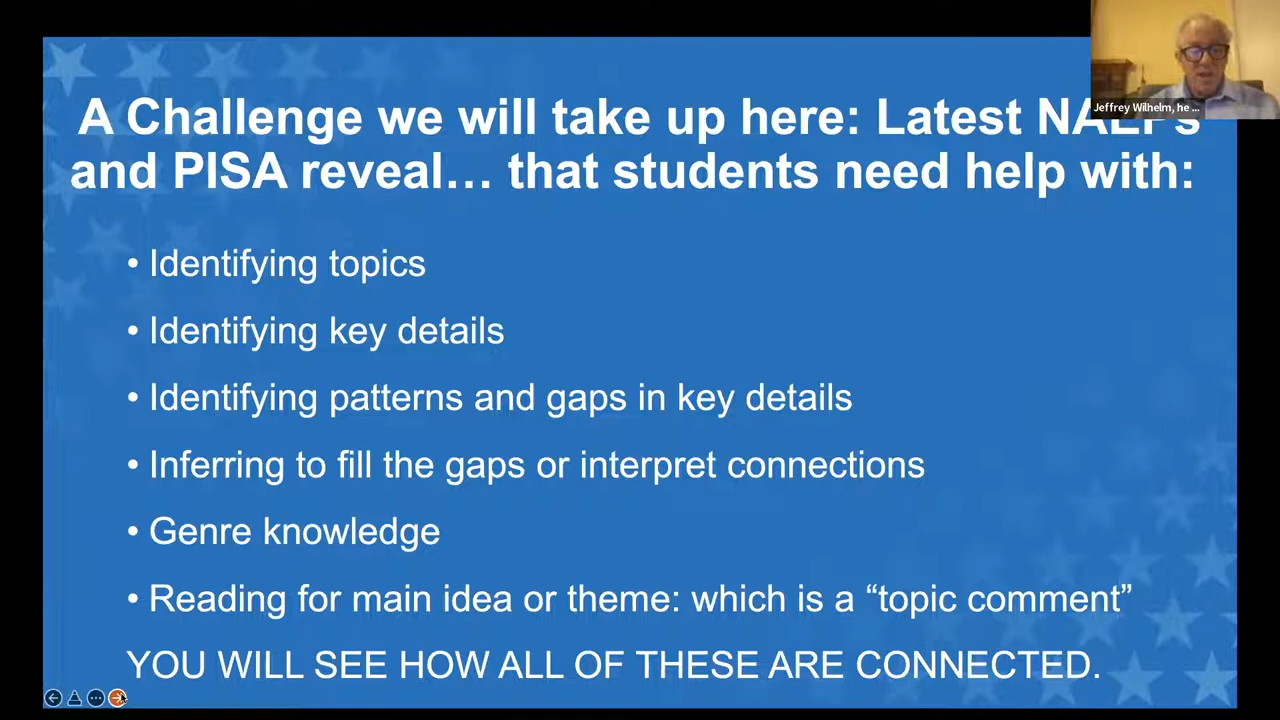 A Challenge we will take up here: Latest NAEPs
and PISA reveal… that students need help with:
• Identifying topics
• Identifying key details
• Identifying patterns and gaps in key details
• Inferring to fill the gaps or interpret connections
• Genre knowledge
• Reading for main idea or theme: which is a “topic comment”
YOU WILL SEE HOW ALL OF THESE ARE CONNECTED.
Jeffrey Wilhelm, he ...